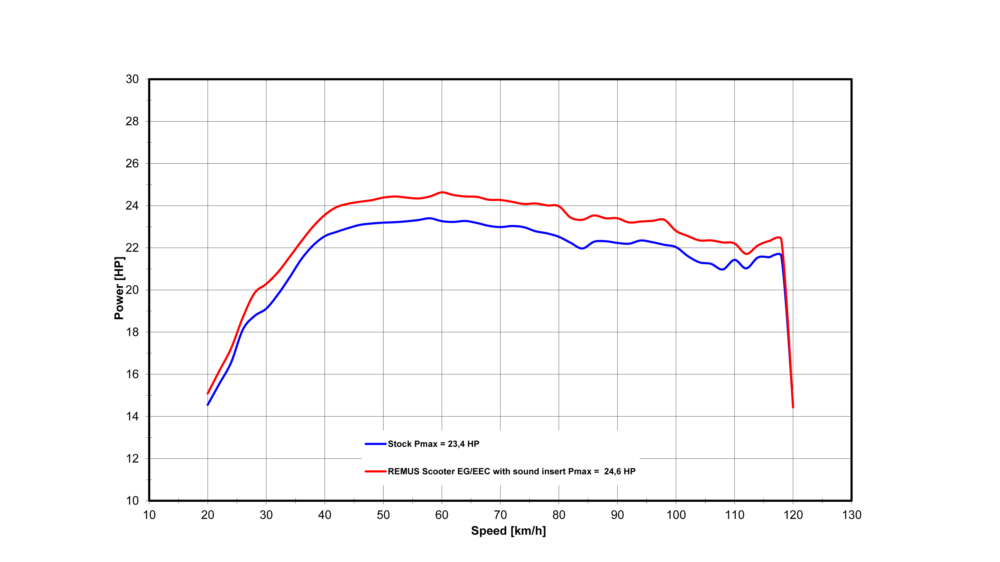 30
28
26
24
22
20
18
16
14
12
10
Power [HP]
Stock Pmax = 23,4 HP
REMUS Scooter EG/EEC with sound insert Pmax =  24,6 HP
10 20 30 40 50 60 70 80 90 100 110 120 130
Speed [km/h]